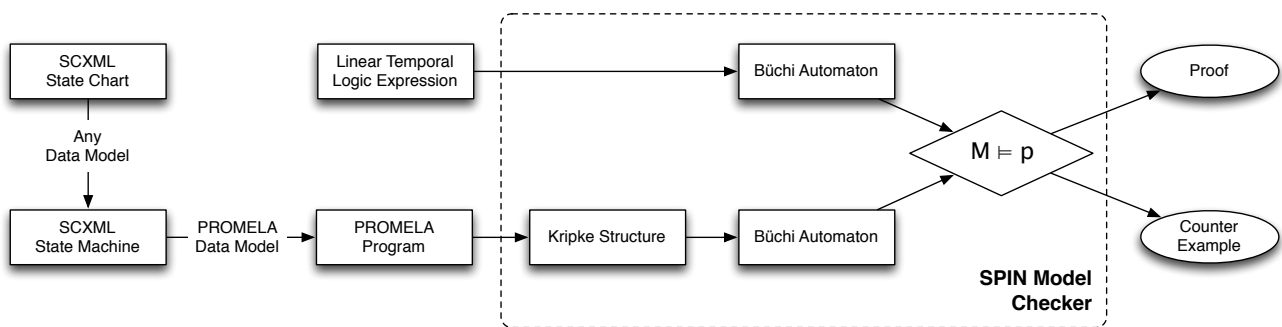 SCXML
State Chart
Any
Data Model
SCXML
State Machine
PROMELA
Data Model
Linear Temporal
Logic Expression
PROMELA
Program
Kripke Structure
Büchi Automaton
Büchi Automaton
M ⊨ p
SPIN Model
Checker
Proof
Counter
Example